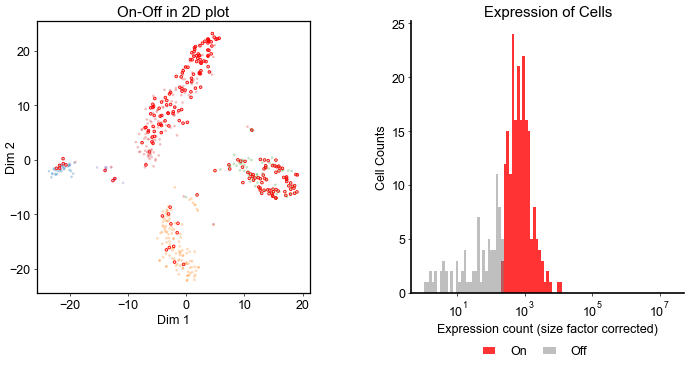 On-Off in 2D plot
20
10
0
−10
−20
Dim 2
−20 −10 0 10 20
Dim 1
Expression of Cells
25
20
15
10
5
0
Cell Counts
10^1 10^3 10^5 10^7
Expression count (size factor corrected)
On Off